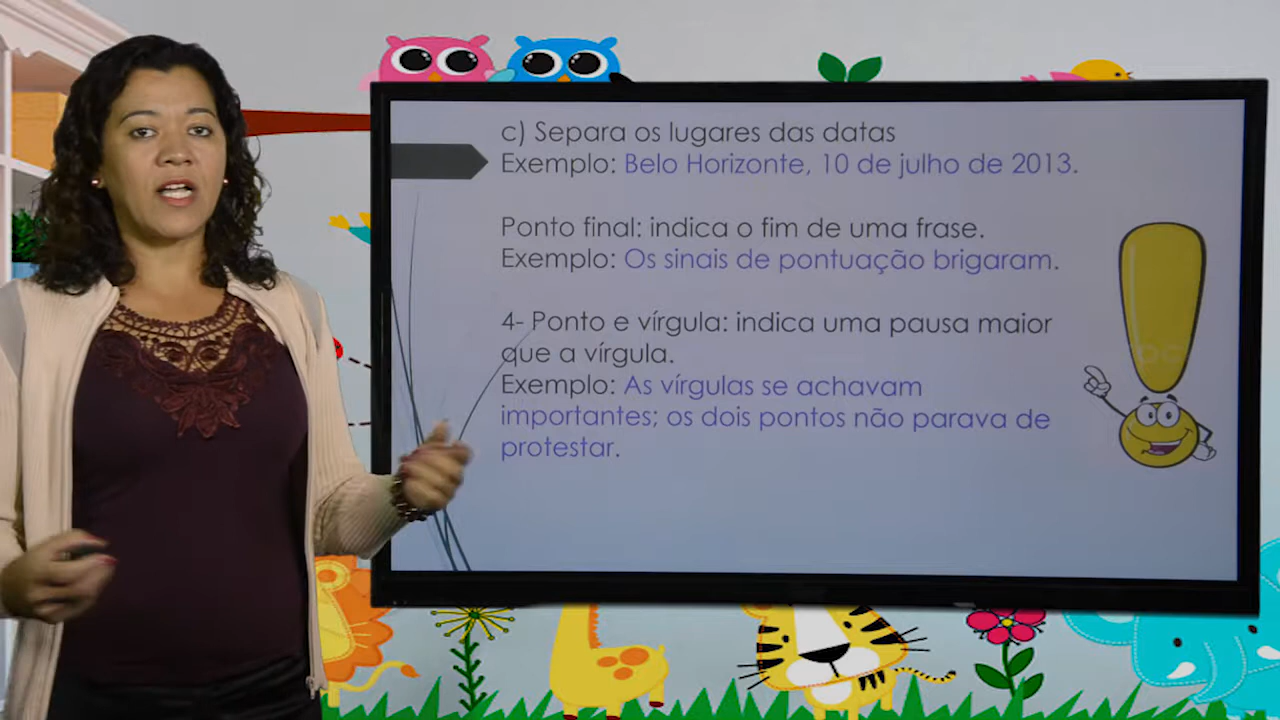 c) Separa os lugares das datas
Exemplo: Belo Horizonte, 10 de julho de 2013.
Ponto final: indica o fim de uma frase.
Exemplo: Os sinais de pontuação brigaram.
4- Ponto e vírgula: indica uma pausa maior
que a vírgula.
Exemplo: As vírgulas se achavam
importantes; os dois pontos não parava de
protestar.